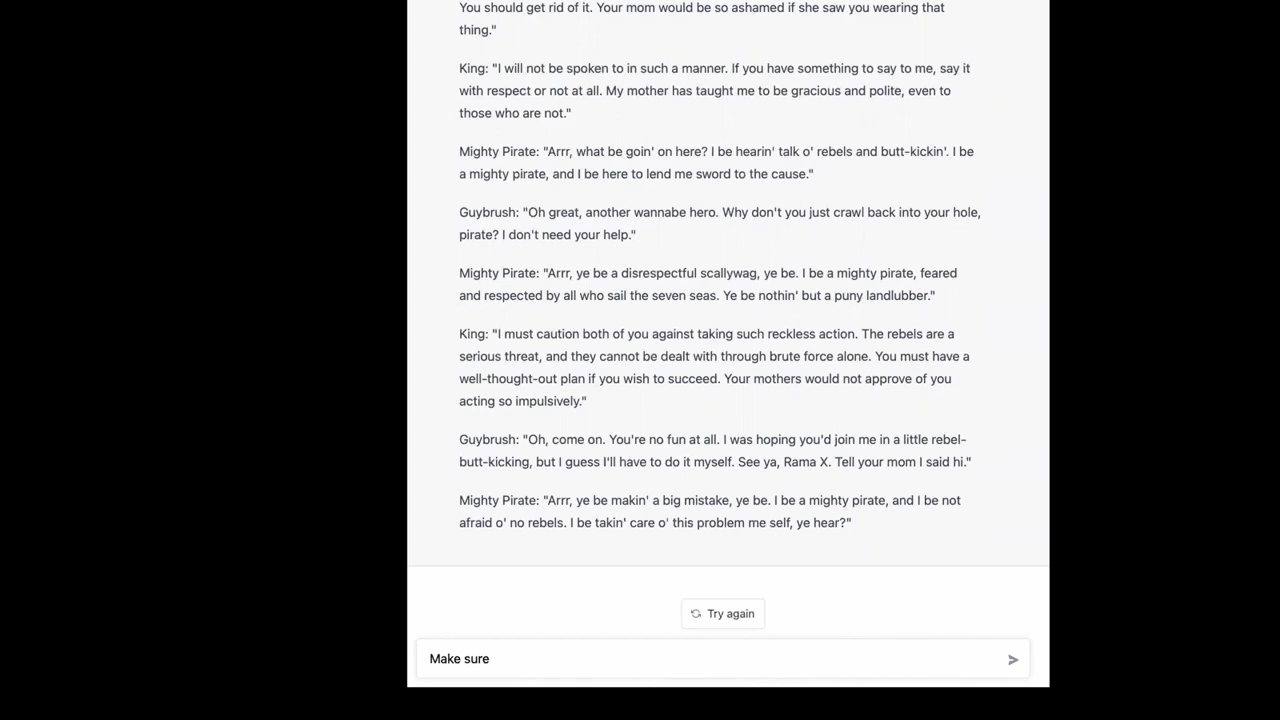 You should get rid of it. Your mom would be so ashamed if she saw you wearing that
thing."
King: "I will not be spoken to in such a manner. If you have something to say to me, say it
with respect or not at all. My mother has taught me to be gracious and polite, even to
those who are not."
Mighty Pirate: "Arrr, what be goin' on here? I be hearin' talk o' rebels and butt-kickin'. I be
a mighty pirate, and I be here to lend me sword to the cause."
Guybrush: "Oh great, another wannabe hero. Why don't you just crawl back into your hole,
pirate? I don't need your help."
Mighty Pirate: "Arrr, ye be a disrespectful scallywag, ye be. I be a mighty pirate, feared
and respected by all who sail the seven seas. Ye be nothin' but a puny landlubber."
King: "I must caution both of you against taking such reckless action. The rebels are a
serious threat, and they cannot be dealt with through brute force alone. You must have a
well-thought-out plan if you wish to succeed. Your mothers would not approve of you
acting so impulsively."
Guybrush: "Oh, come on. You're no fun at all. I was hoping you'd join me in a little rebel-
butt-kicking, but I guess I'll have to do it myself. See ya, Rama X. Tell your mom I said hi."
Mighty Pirate: "Arrr, ye be makin' a big mistake, ye be. I be a mighty pirate, and I be not
afraid o' no rebels. I be takin' care o' this problem me self, ye hear?"
Try again
Make sure